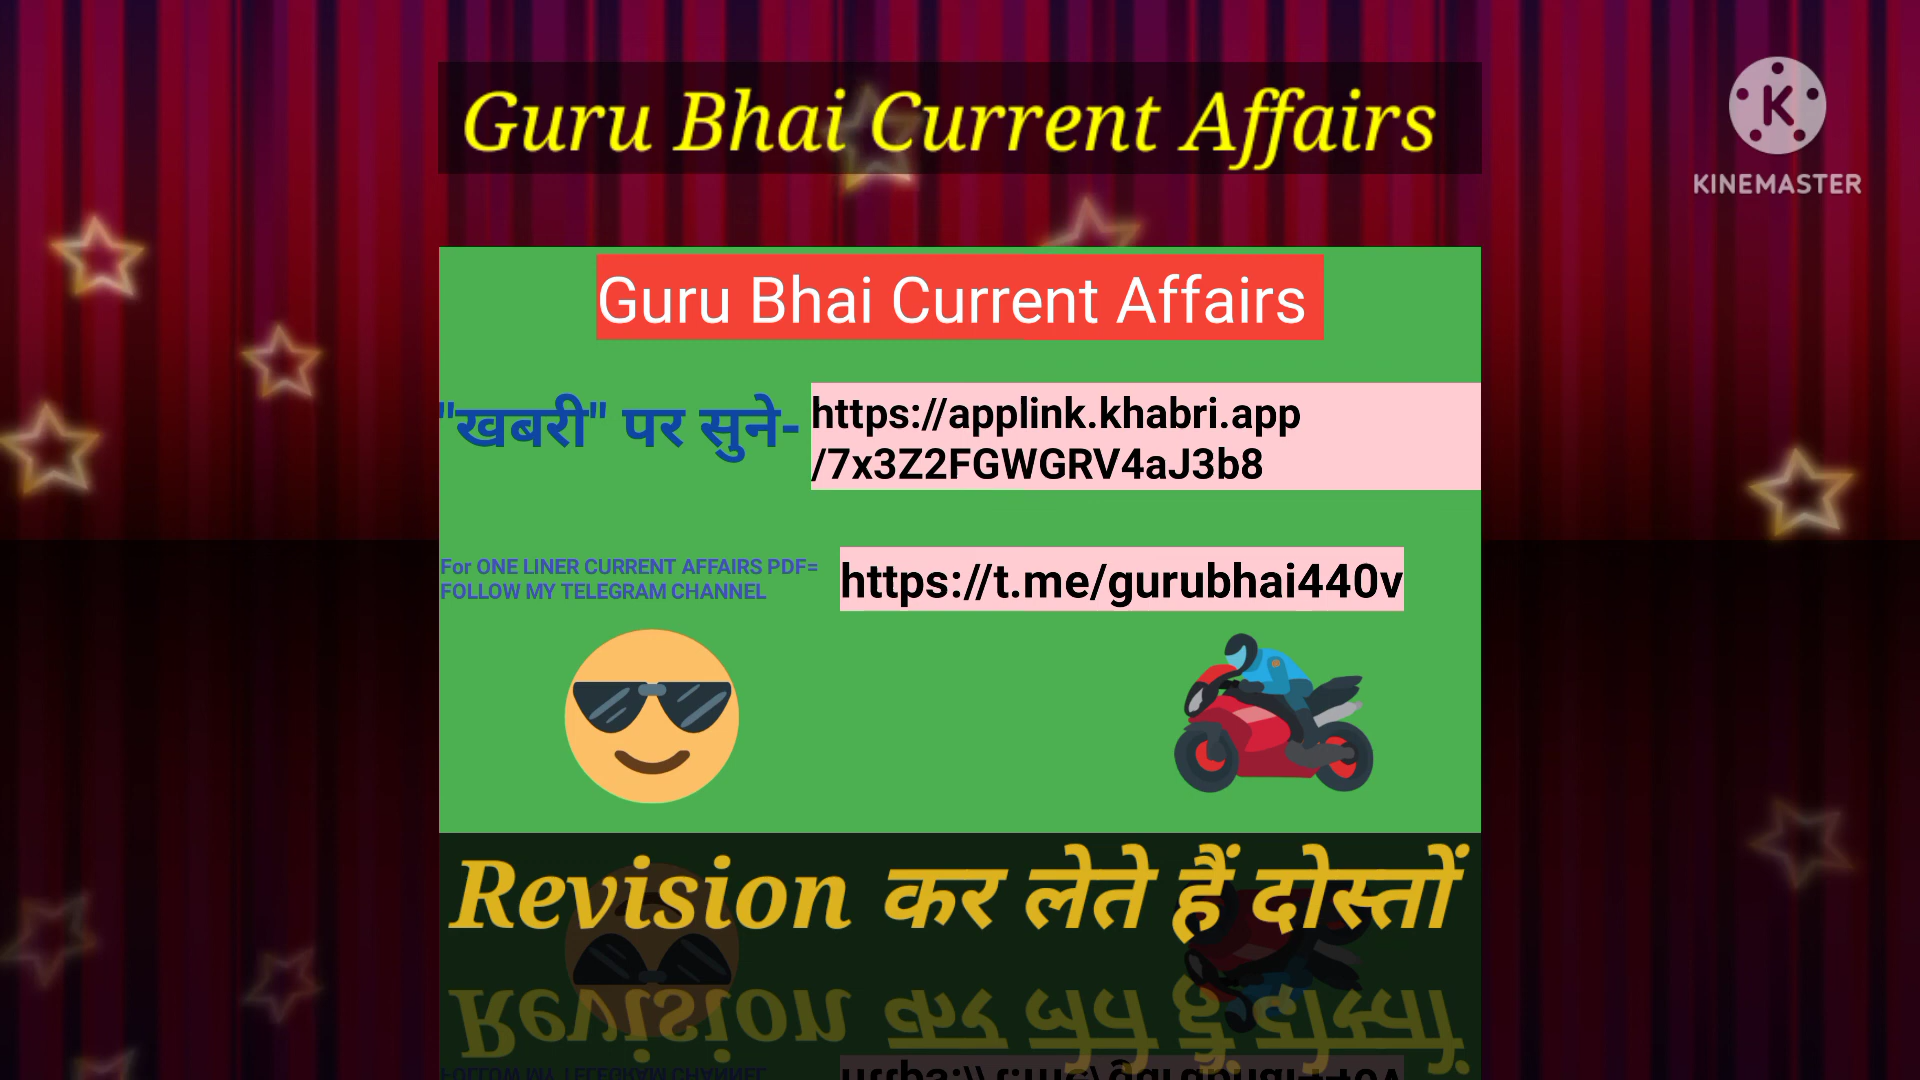 Guru Bhai Current Affairs
KINEMASTER
Guru Bhai Current Affairs
"खबरी" पर सुने-
https://applink.khabri.app
/7x3Z2FGWGRV4aJ3b8
For ONE LINER CURRENT AFFAIRS PDF=
FOLLOW MY TELEGRAM CHANNEL
https://t.me/gurubhai440v
Revision कर लेते हैं दोस्तों